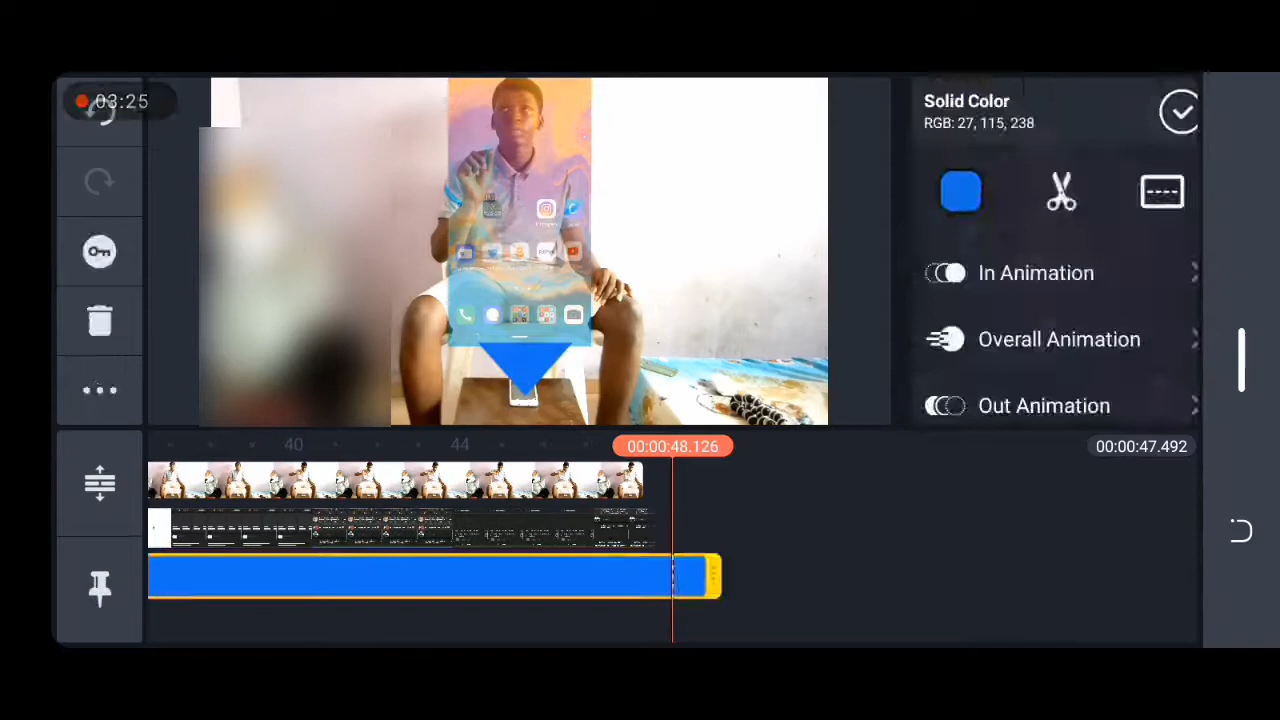 03:25
Solid Color
RGB: 27, 115, 238
In Animation
Overall Animation
Out Animation
40
44
00:00:48.126
00:00:47.492